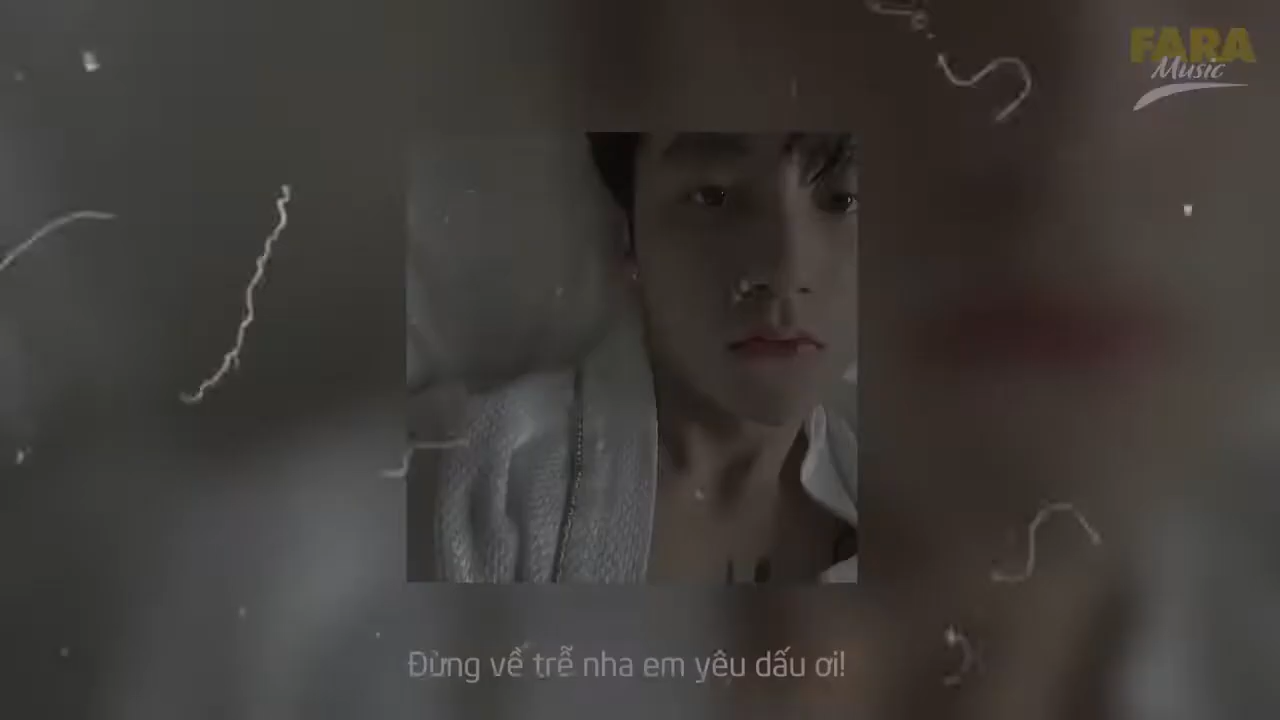 FARA
Music
Đừng về trễ nha em yêu dấu ơi!